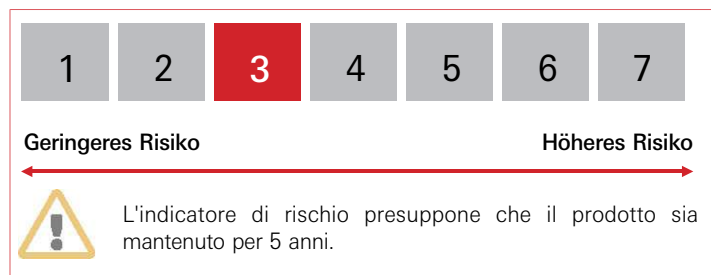 1 2 3 4 5 6 7
Geringeres Risiko Höheres Risiko
L'indicatore di rischio presuppone che il prodotto sia
mantenuto per 5 anni.